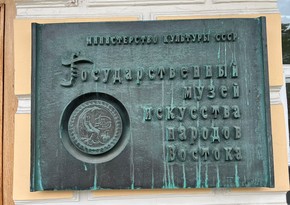 МИНИСТЕРСТВО КУЛЬТУРЫ СССР
Государственный
музей
искусства
народов
Востока